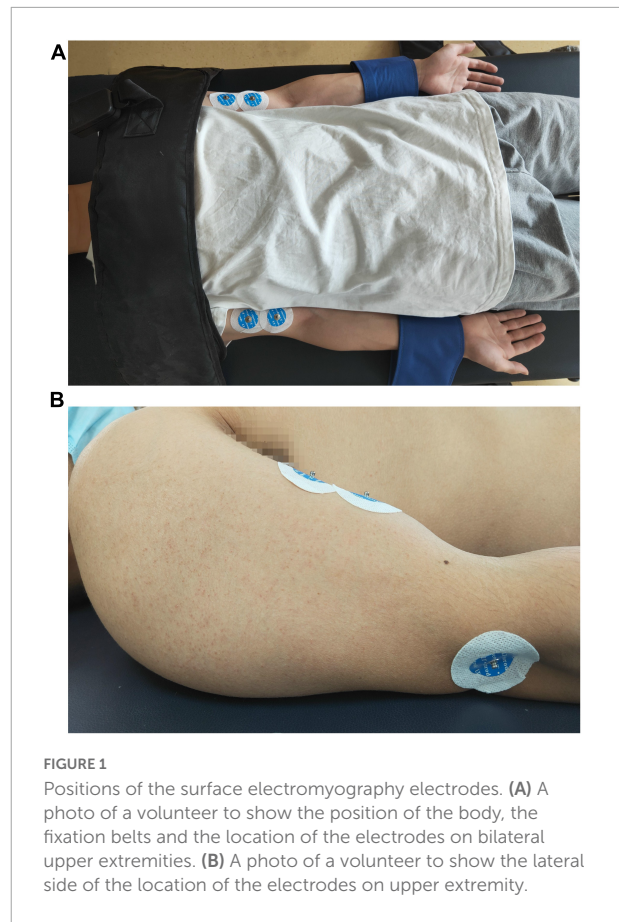 A
B
FIGURE 1
Positions of the surface electromyography electrodes. (A) A
photo of a volunteer to show the position of the body, the
fixation belts and the location of the electrodes on bilateral
upper extremities. (B) A photo of a volunteer to show the lateral
side of the location of the electrodes on upper extremity.